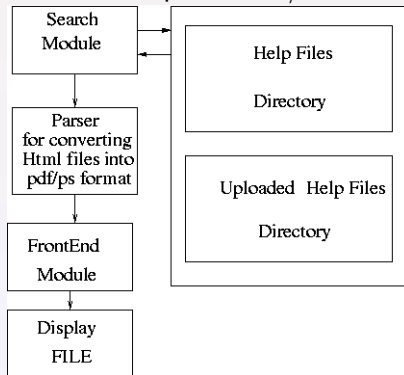 Search
Module
Parser
for converting
Html files into
pdf/ps format
FrontEnd
Module
Display
FILE
Help Files
Directory
Uploaded Help Files
Directory